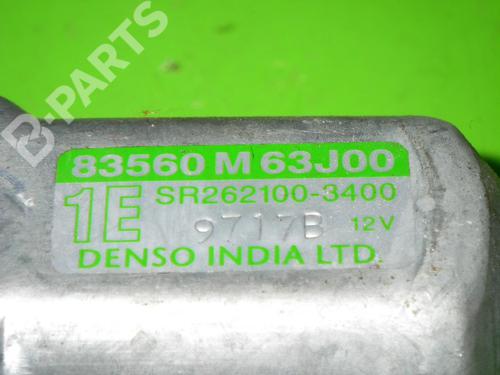 B-PARTS
83560 M 63J00
1E SR262100-3400
9717B 12V
DENSO INDIA LTD.